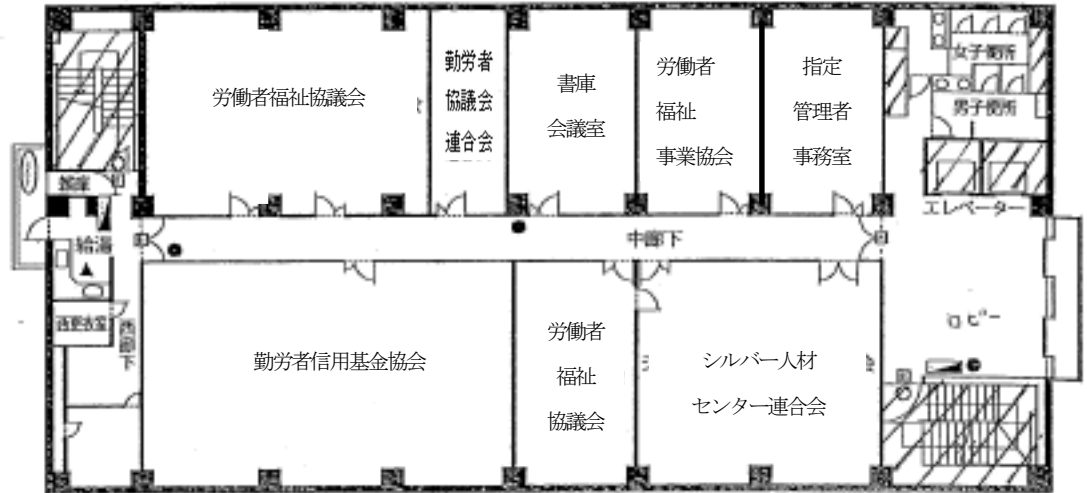 労働者福祉協議会
勤労者
協議会
連合会
書庫
会議室
労働者
福祉
事業協会
指定
管理者
事務室
女子便所
男子便所
エレベーター
給湯
中廊下
西更衣室
西廊下
ロビー
勤労者信用基金協会
労働者
福祉
協議会
シルバー人材
センター連合会